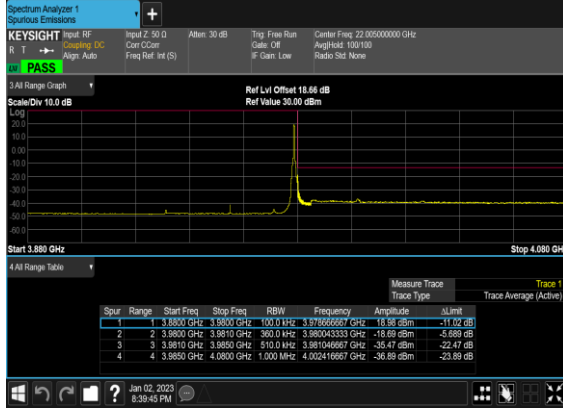 Spectrum Analyzer 1
Spurious Emissions
+
KEYSIGHT Input: RF Input Z: 50 Ω Atten: 30 dB Trig: Free Run Center Freq: 22.005000000 GHz
R T Coupling: DC Corr CCorr Gate: Off Avg|Hold: 100/100
Align: Auto Freq Ref: Int (S) IF Gain: Low Radio Std: None
PASS
3 All Range Graph
Ref Lvl Offset 18.66 dB
Scale/Div 10.0 dB Ref Value 30.00 dBm
Log
20.0
10.0
0.00
-10.0
-20.0
-30.0
-40.0
-50.0
-60.0
Start 3.880 GHz Stop 4.080 GH
4 All Range Table
Measure Trace Trace 1
Trace Type Trace Average (Active)
Spur Range Start Freq Stop Freq RBW Frequency Amplitude ΔLimit
1 1 3.8800 GHz 3.9800 GHz 100.0 kHz 3.978666667 GHz 18.98 dBm -11.02 dB
2 2 3.9800 GHz 3.9810 GHz 360.0 kHz 3.980043333 GHz -18.69 dBm -5.689 dB
3 3 3.9810 GHz 3.9850 GHz 510.0 kHz 3.981046667 GHz -35.47 dBm -22.47 dB
4 4 3.9850 GHz 4.0800 GHz 1.000 MHz 4.002416667 GHz -36.89 dBm -23.89 dB
? Jan 02, 2023
8:39:45 PM